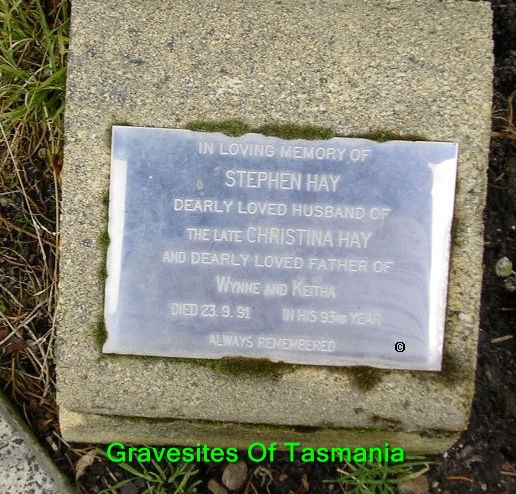 IN LOVING MEMORY OF
STEPHEN HAY
DEARLY LOVED HUSBAND OF
THE LATE CHRISTINA HAY
AND DEARLY LOVED FATHER OF
WYNNE AND KEITHA
DIED 23. 9. 91 IN HIS 93RD YEAR
ALWAYS REMEMBERED
©
Gravesites Of Tasmania